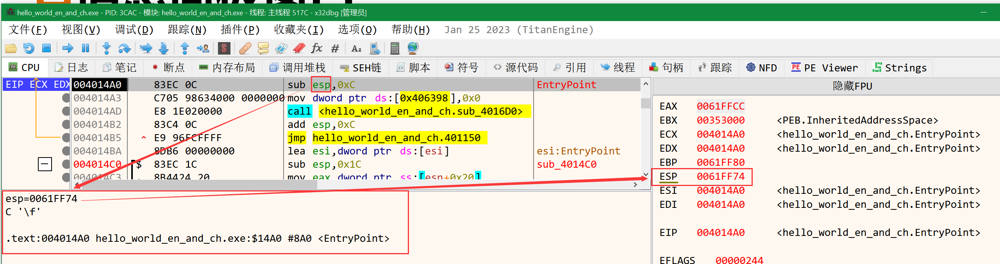 hello_world_en_and_ch.exe - PID: 3CAC - 模块: hello_world_en_and_ch.exe - 线程: 主线程 517C - x32dbg [管理员]
文件(F) 视图(V) 调试(D) 跟踪(N) 插件(P) 收藏夹(I) 选项(O) 帮助(H) Jan 25 2023 (TitanEngine)
CPU 日志 笔记 断点 内存布局 调用堆栈 SEH链 脚本 符号 源代码 引用 线程 句柄 跟踪 NFD PE Viewer Strings
EIP ECX EDX 004014A0 83EC 0C sub esp,0xC EntryPoint
004014A3 C705 98634000 0000000 mov dword ptr ds:[0x406398],0x0
004014AD E8 1E020000 call <hello_world_en_and_ch.sub_4016D0>
004014B2 83C4 0C add esp,0xC
004014B5 ^ E9 96FCFFFF jmp hello_world_en_and_ch.401150
004014BA 8DB6 00000000 lea esi,dword ptr ds:[esi] esi:EntryPoint
004014C0 $ 83EC 1C sub esp,0x1C sub_4014C0
004014C3 . 8B4424 20 mov eax,dword ptr ss:[esp+0x20]
esp=0061FF74
C '\f'
.text:004014A0 hello_world_en_and_ch.exe:$14A0 #8A0 <EntryPoint>
隐藏FPU
EAX 0061FFCC
EBX 00353000 <PEB.InheritedAddressSpace>
ECX 004014A0 <hello_world_en_and_ch.EntryPoint>
EDX 004014A0 <hello_world_en_and_ch.EntryPoint>
EBP 0061FF80
ESP 0061FF74
ESI 004014A0 <hello_world_en_and_ch.EntryPoint>
EDI 004014A0 <hello_world_en_and_ch.EntryPoint>
EIP 004014A0 <hello_world_en_and_ch.EntryPoint>
EFLAGS 00000244